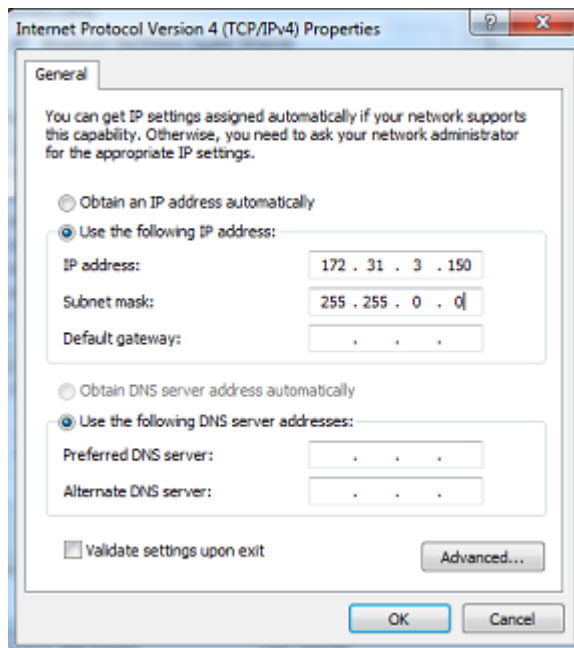 Internet Protocol Version 4 (TCP/IPv4) Properties
General
You can get IP settings assigned automatically if your network supports
this capability. Otherwise, you need to ask your network administrator
for the appropriate IP settings.
Obtain an IP address automatically
Use the following IP address:
IP address: 172 . 31 . 3 . 150
Subnet mask: 255 . 255 . 0 . 0
Default gateway: . . .
Obtain DNS server address automatically
Use the following DNS server addresses:
Preferred DNS server: . . .
Alternate DNS server: . . .
Validate settings upon exit
Advanced...
OK Cancel